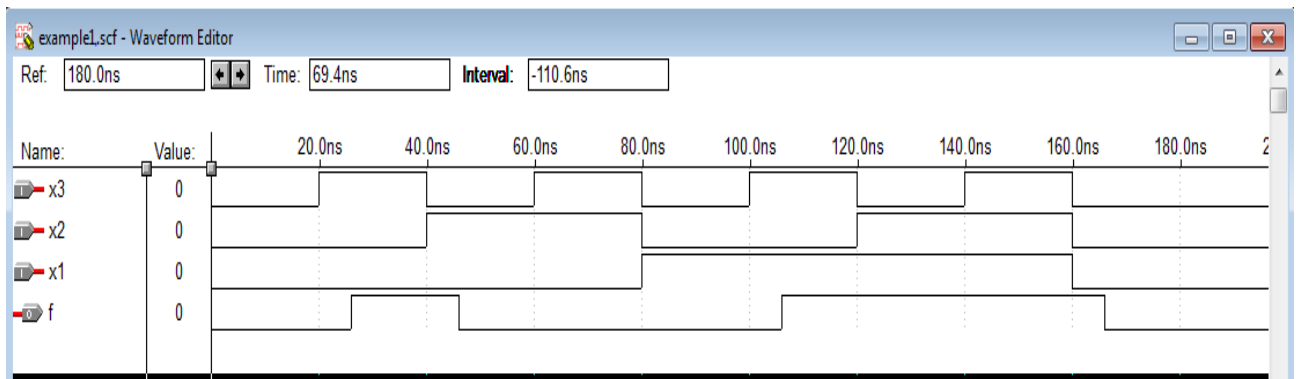 example1.scf - Waveform Editor
Ref: 180.0ns Time: 69.4ns Interval: -110.6ns
Name: Value: 20.0ns 40.0ns 60.0ns 80.0ns 100.0ns 120.0ns 140.0ns 160.0ns 180.0ns 2
I x3 0
I x2 0
I x1 0
O f 0